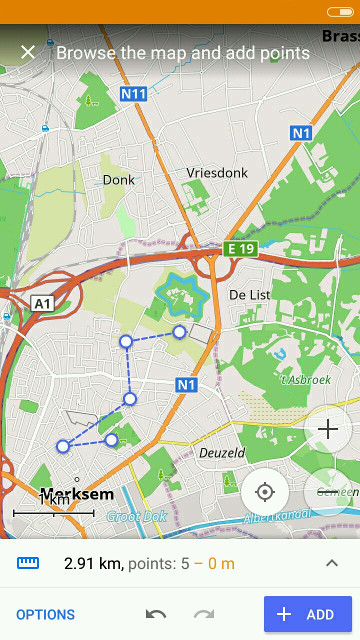 Brass
Browse the map and add points
N11
N1
Donk
Vriesdonk
E 19
A1
De List
N1
't Asbroek
Deuzeld
1 km
Merksem
Groot Dok
Albertkanaal
2.91 km, points: 5 – 0 m
OPTIONS
ADD